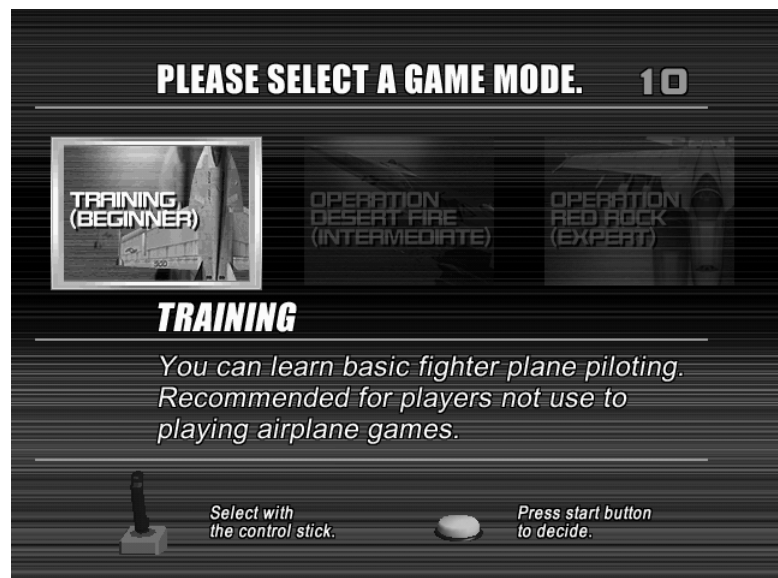 PLEASE SELECT A GAME MODE. 10
TRAINING
(BEGINNER)
500
OPERATION
DESERT FIRE
(INTERMEDIATE)
OPERATION
RED ROCK
(EXPERT)
TRAINING
You can learn basic fighter plane piloting.
Recommended for players not use to
playing airplane games.
Select with
the control stick.
Press start button
to decide.